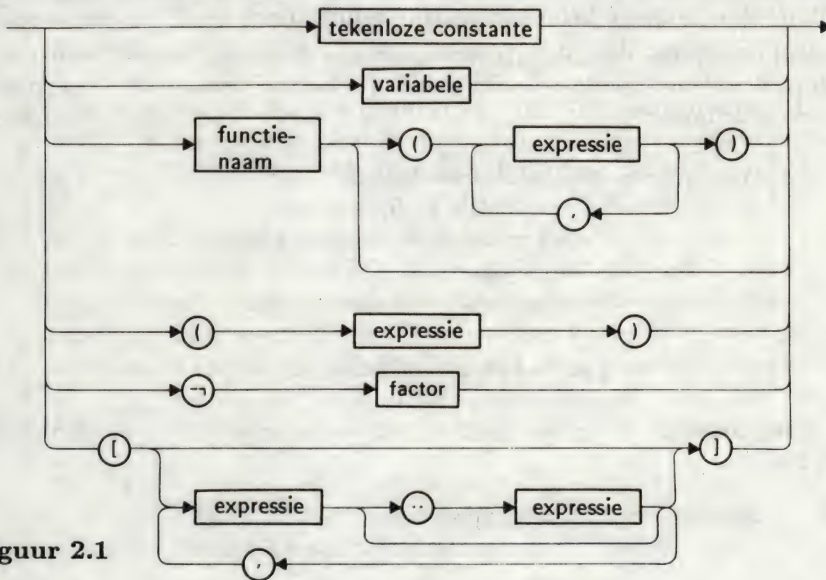 tekenloze constante
variabele
functie-
naam
( expressie )
,
( expressie )
¬ factor
[ ]
expressie .. expressie
,
guur 2.1